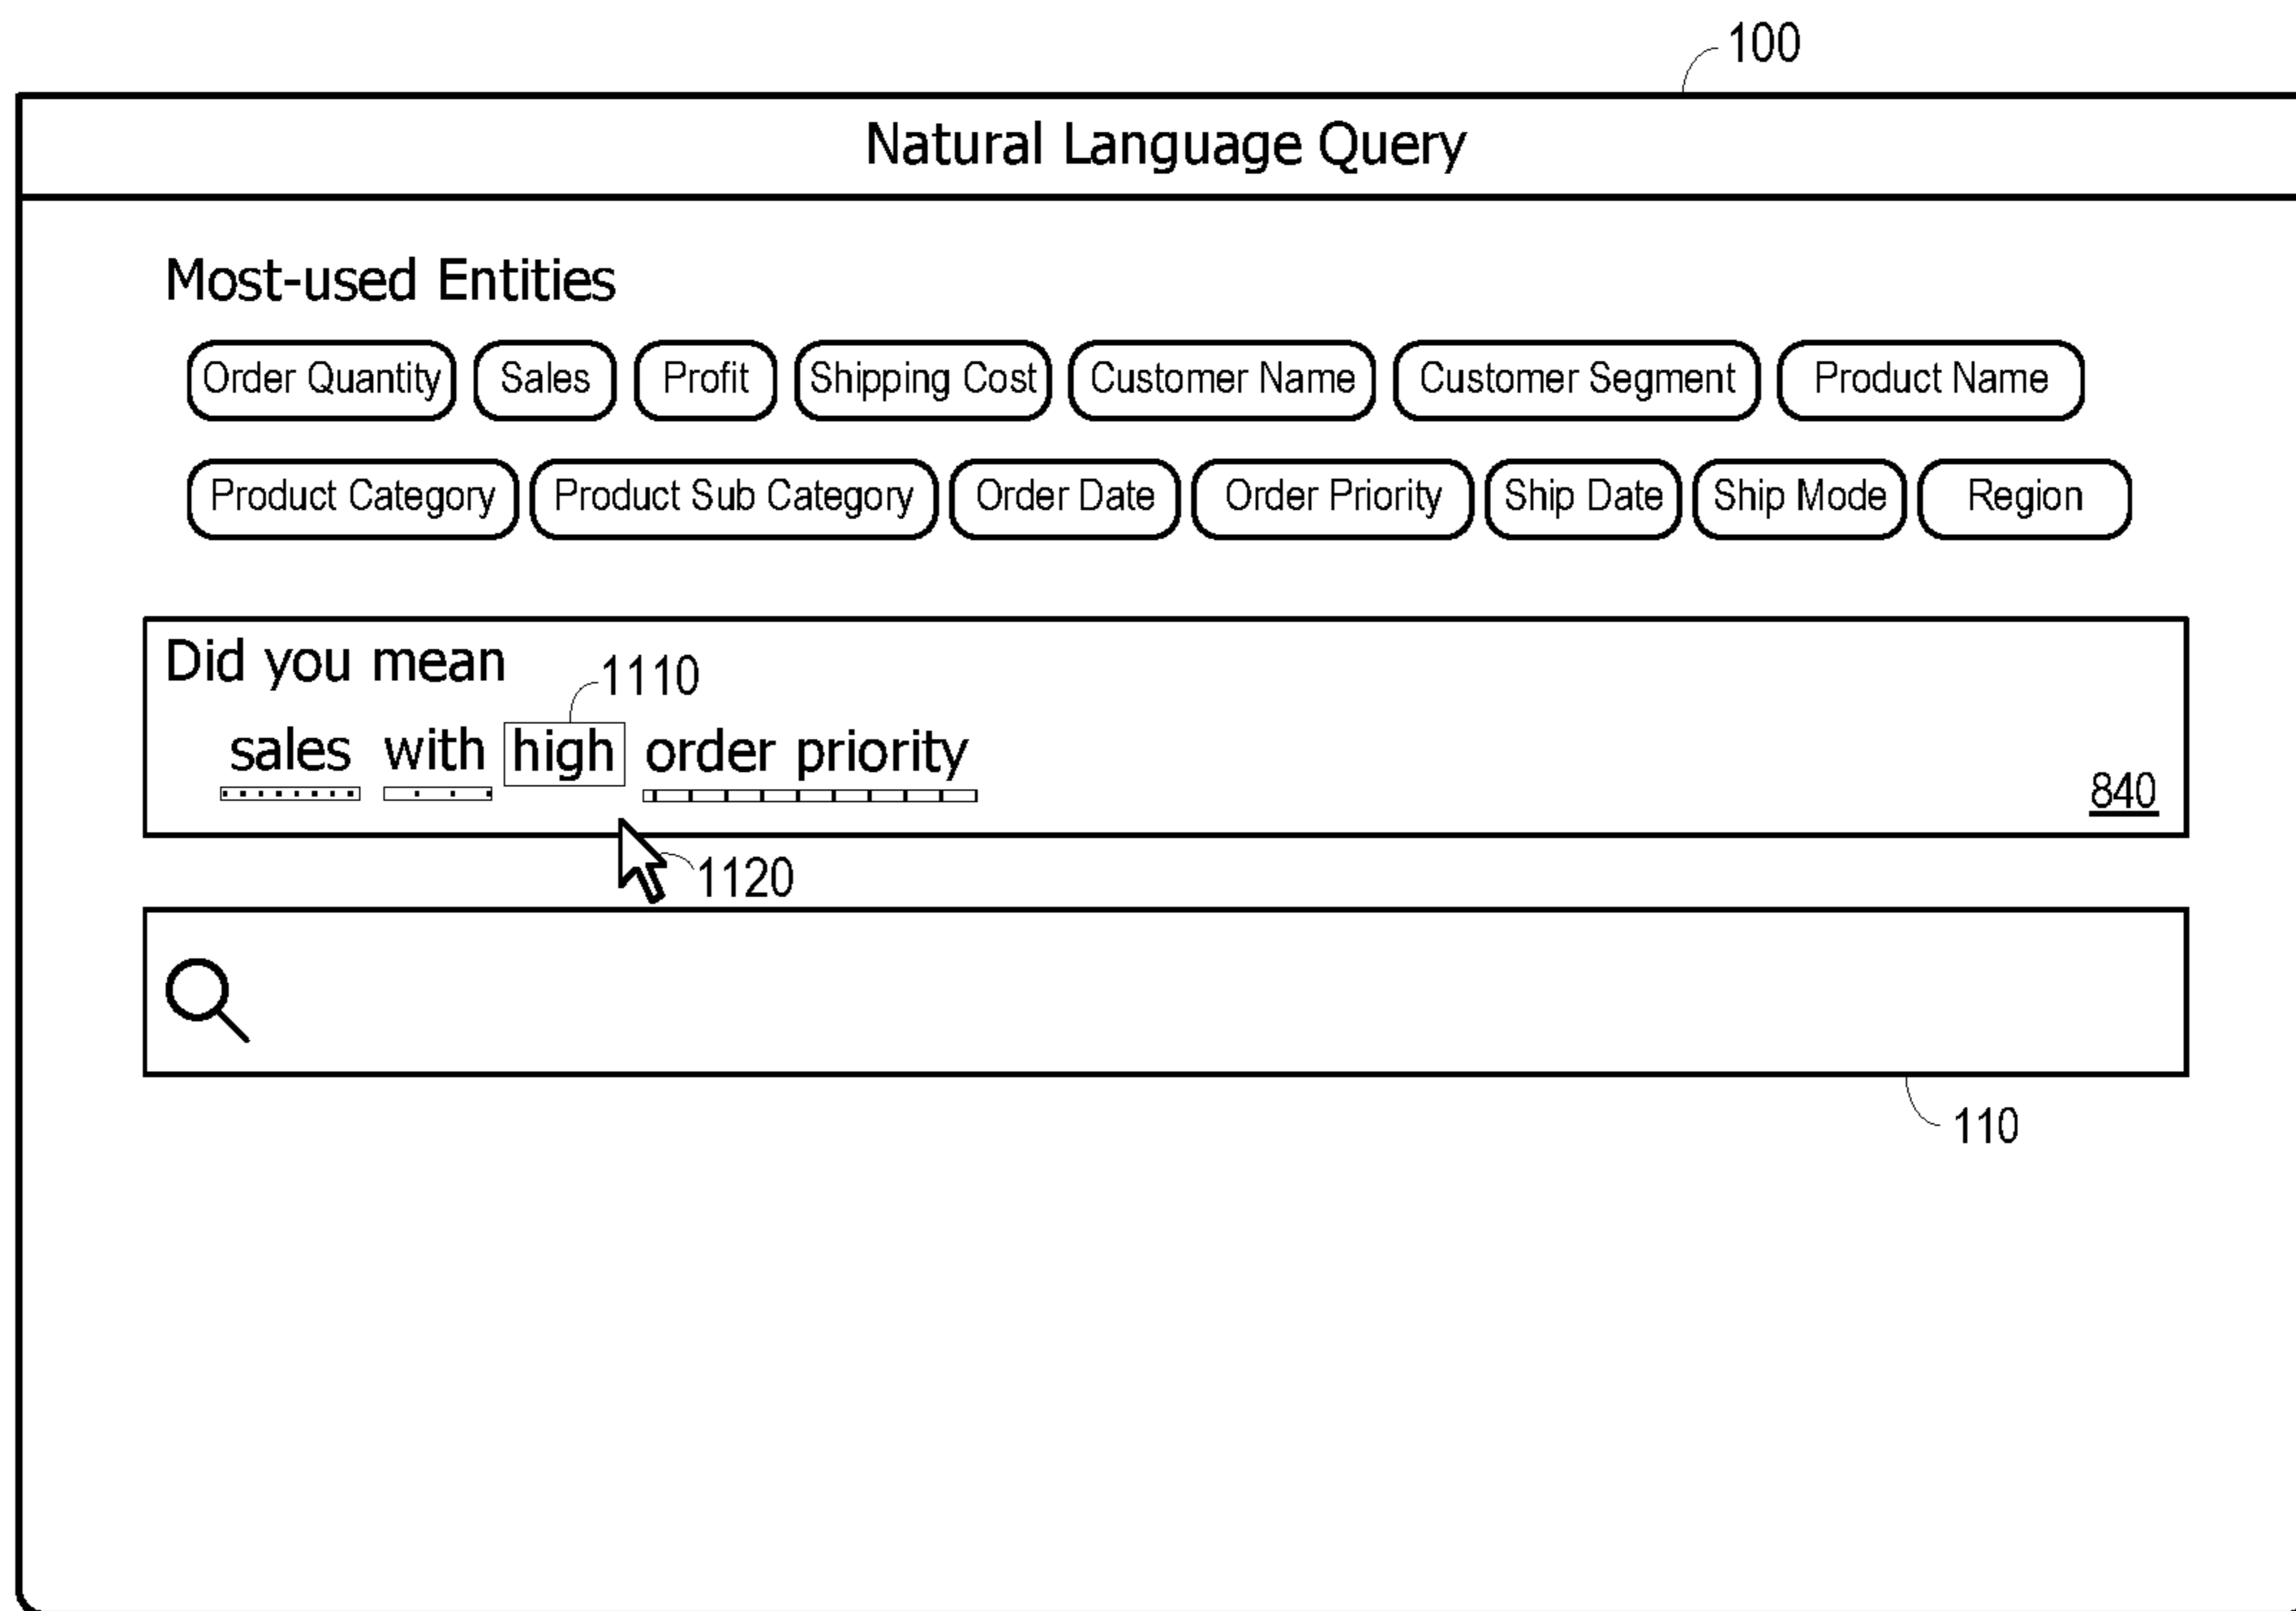 100
Natural Language Query
Most-used Entities
Order Quantity Sales Profit Shipping Cost Customer Name Customer Segment Product Name
Product Category Product Sub Category Order Date Order Priority Ship Date Ship Mode Region
Did you mean
1110
sales with high order priority
840
1120
110